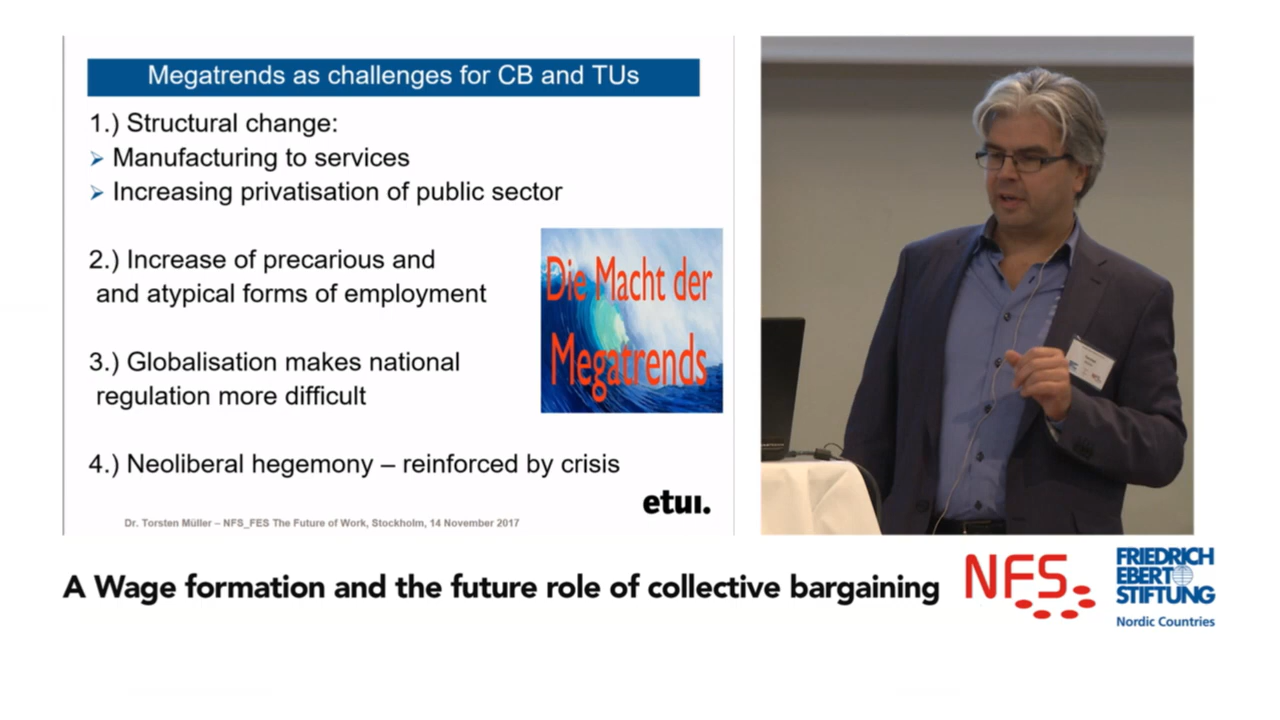 Megatrends as challenges for CB and TUs
1.) Structural change:
➢ Manufacturing to services
➢ Increasing privatisation of public sector
2.) Increase of precarious and
and atypical forms of employment
3.) Globalisation makes national
regulation more difficult
4.) Neoliberal hegemony – reinforced by crisis
Die Macht der
Megatrends
etui.
Dr. Torsten Müller – NFS_FES The Future of Work, Stockholm, 14 November 2017
A Wage formation and the future role of collective bargaining
NFS
FRIEDRICH
EBERT
STIFTUNG
Nordic Countries